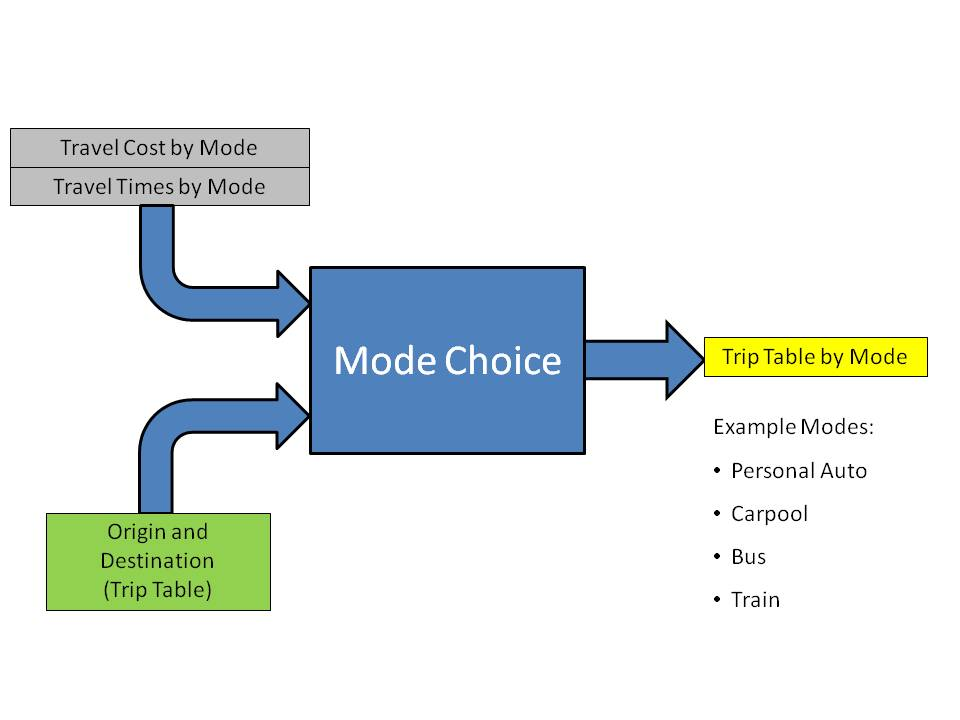 Travel Cost by Mode
Travel Times by Mode
Mode Choice
Trip Table by Mode
Origin and
Destination
(Trip Table)
Example Modes:
• Personal Auto
• Carpool
• Bus
• Train